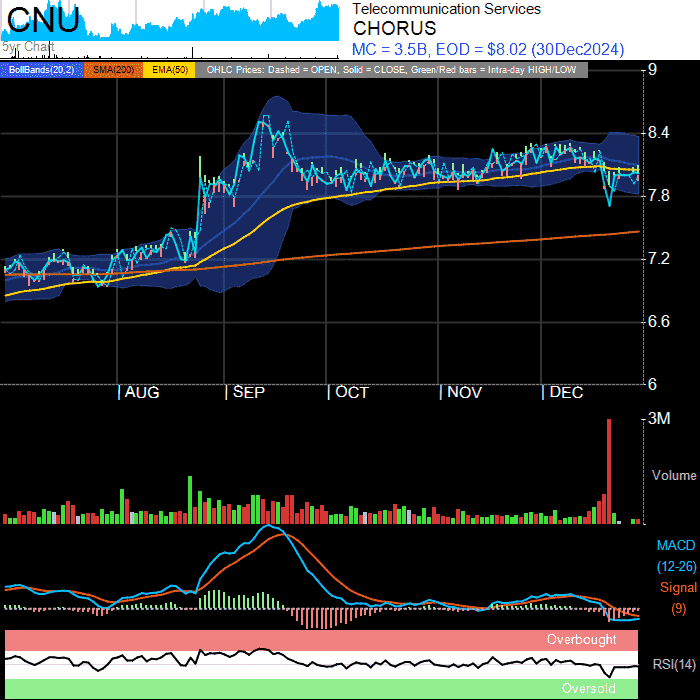 CNU
5yr Chart
Telecommunication Services
CHORUS
MC = 3.5B, EOD = $8.02 (30Dec2024)
BollBands(20,2) SMA(200) EMA(50) OHLC Prices: Dashed = OPEN, Solid = CLOSE, Green/Red bars = Intra-day HIGH/LOW
9
8.4
7.8
7.2
6.6
6
AUG SEP OCT NOV DEC
3M
Volume
MACD
(12-26)
Signal
(9)
Overbought
RSI(14)
Oversold